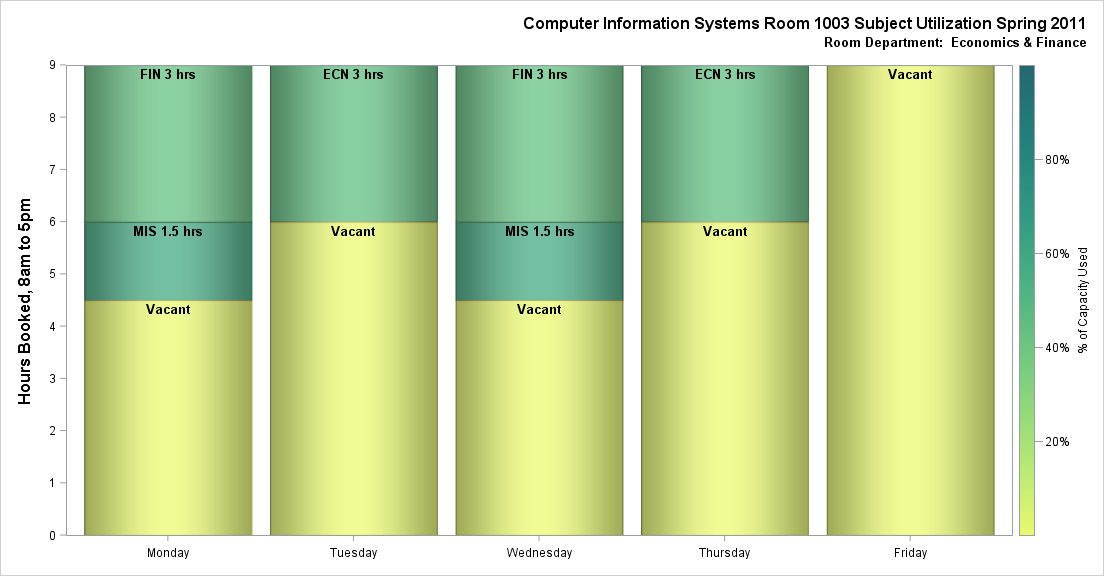 Computer Information Systems Room 1003 Subject Utilization Spring 2011
Room Department: Economics & Finance
Hours Booked, 8am to 5pm
9
8
7
6
5
4
3
2
1
0
FIN 3 hrs
MIS 1.5 hrs
Vacant
ECN 3 hrs
Vacant
FIN 3 hrs
MIS 1.5 hrs
Vacant
ECN 3 hrs
Vacant
Vacant
Monday
Tuesday
Wednesday
Thursday
Friday
80%
60%
40%
20%
% of Capacity Used